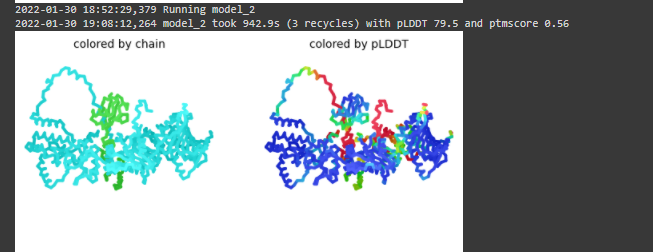 2022-01-30 18:52:29,379 Running model_2
2022-01-30 19:08:12,264 model_2 took 942.9s (3 recycles) with pLDDT 79.5 and ptmscore 0.56
colored by chain
colored by pLDDT